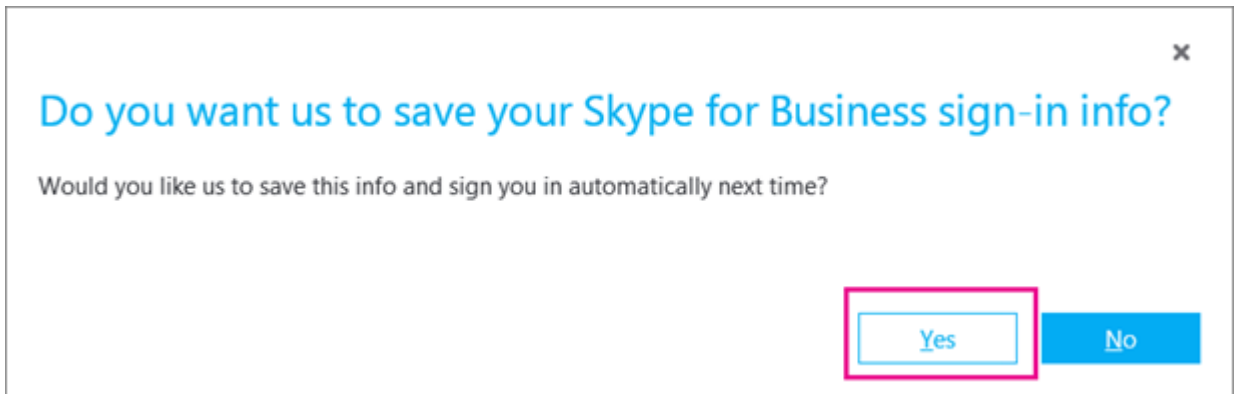 Do you want us to save your Skype for Business sign-in info?
Would you like us to save this info and sign you in automatically next time?
Yes No